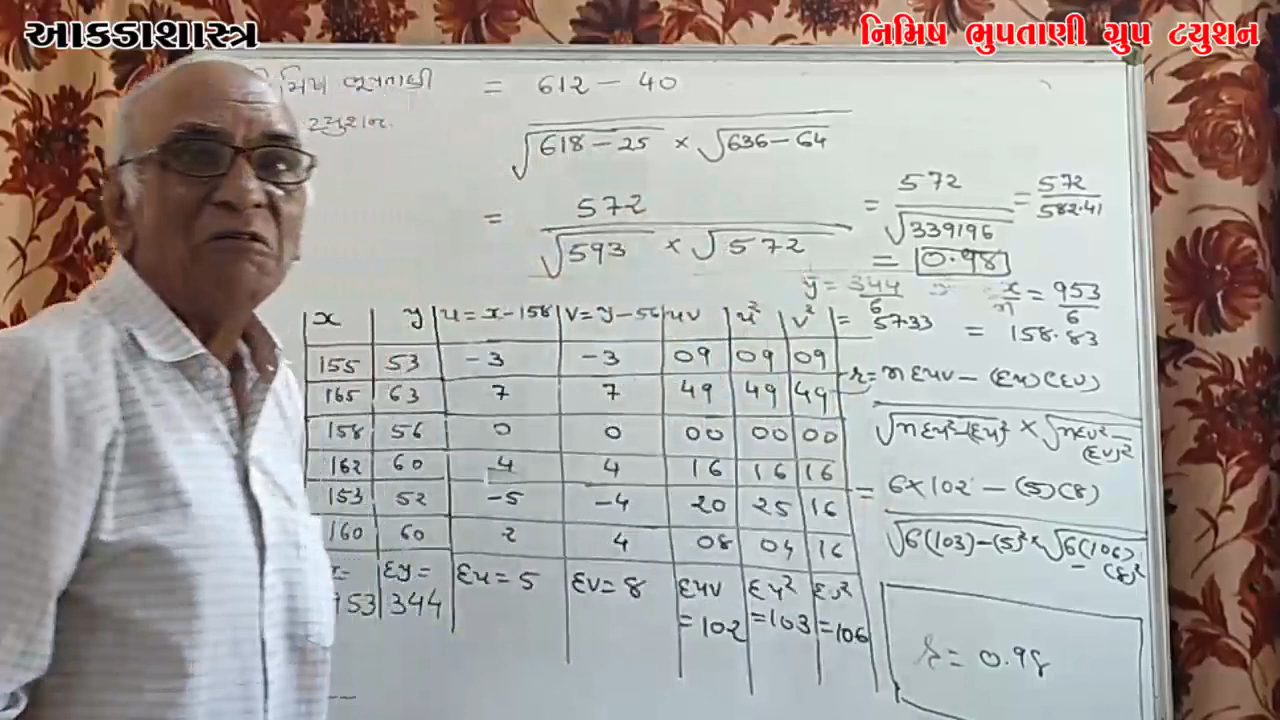 આકડાશાસ્ત્ર
નિમિષ ભુપતાણી ગ્રુપ ટયુશન
= 612 - 40
ટયુશન.
√618 - 25 × √636 - 64
= 572
√593 × √572
= 572
√339196
= 572
582.41
= 0.98
ȳ = 344
6
= 57.33
x
n = 953
6
= 158.83
x | y | u = x-158 | v = y-56 | uv | u² | v²
155 | 53 | -3 | -3 | 09 | 09 | 09
165 | 63 | 7 | 7 | 49 | 49 | 49
158 | 56 | 0 | 0 | 00 | 00 | 00
162 | 60 | 4 | 4 | 16 | 16 | 16
153 | 52 | -5 | -4 | 20 | 25 | 16
160 | 60 | 2 | 4 | 08 | 04 | 16
953 | Σy = 344 | Σu = 5 | Σv = 8 | Σuv = 102 | Σu² = 103 | Σv² = 106
r = nΣuv - (Σu)(Σv)
√nΣu²-(Σu)² × √nΣv²-(Σv)²
= 6×102 - (5)(8)
√6(103)-(5)² × √6(106)-(8)²
r = 0.98